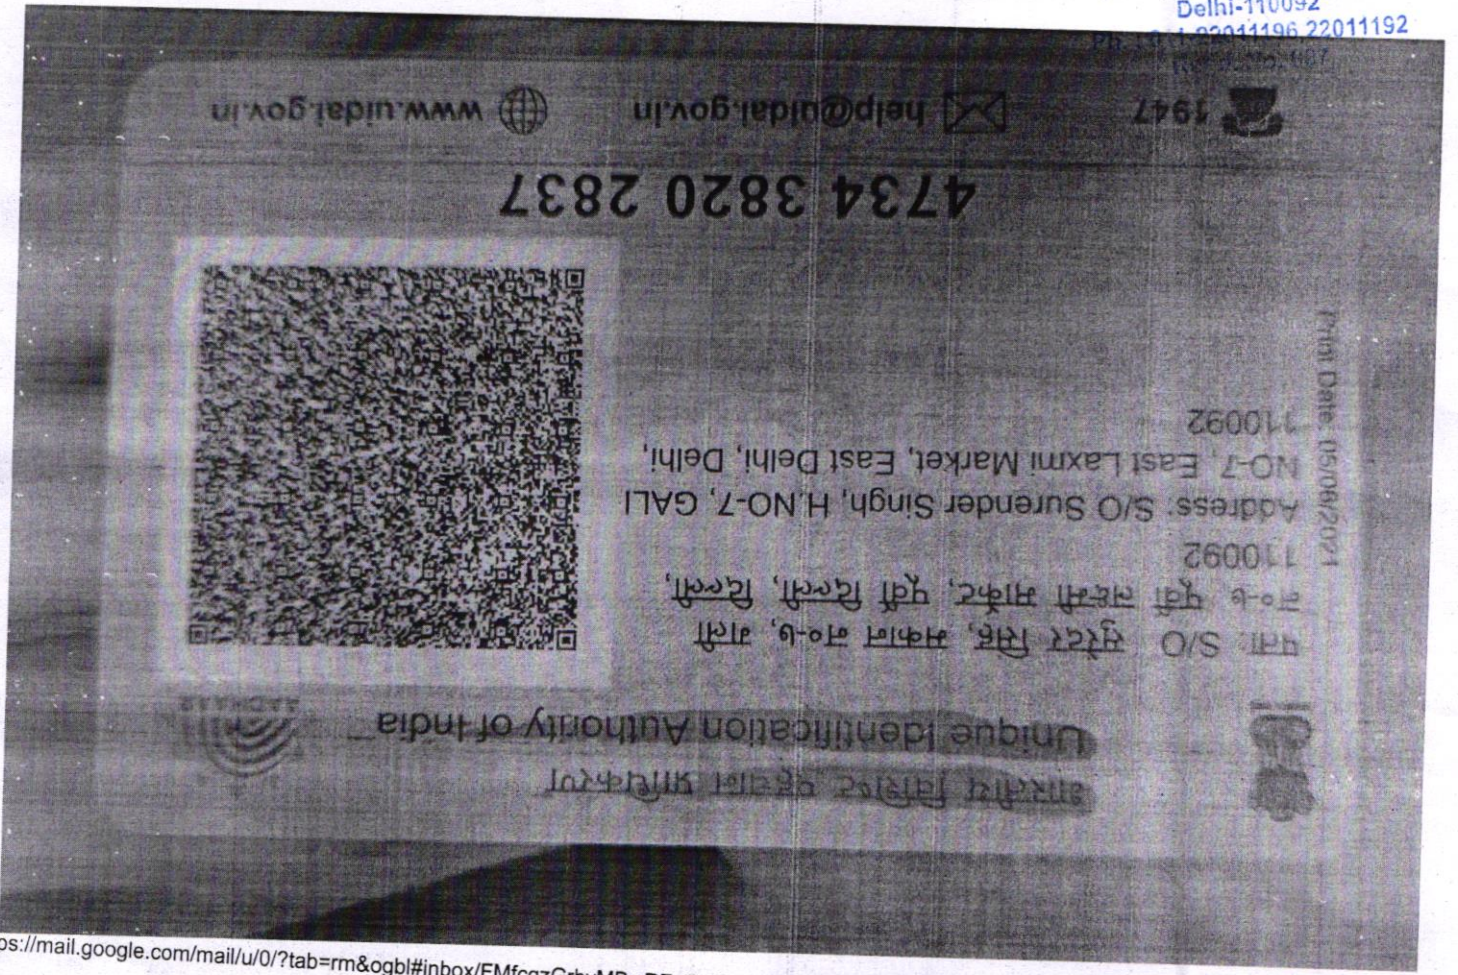 Delhi-110092
22011196,22011192
भारतीय विशिष्ट पहचान प्राधिकरण
Unique Identification Authority of India
AADHAAR
पता: S/O सुरेंदर सिंह, मकान न०-७, गली
न०-७, पूर्वी लक्ष्मी मार्केट, पूर्वी दिल्ली, दिल्ली,
110092
Address: S/O Surender Singh, H.NO-7, GALI
NO-7, East Laxmi Market, East Delhi, Delhi,
110092
Print Date: 05/06/2021
4734 3820 2837
1947
help@uidai.gov.in
www.uidai.gov.in
ps://mail.google.com/mail/u/0/?tab=rm&ogbl#inbox/